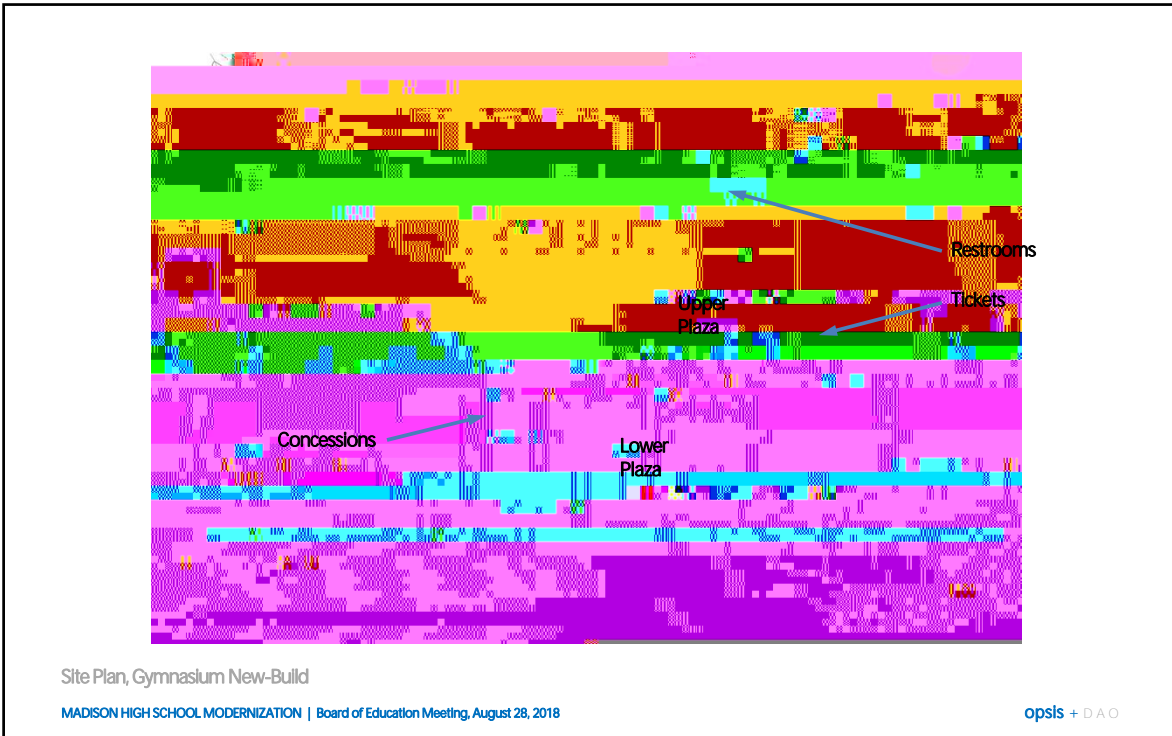 Restrooms
Tickets
Upper
Plaza
Concessions
Lower
Plaza
Site Plan, Gymnasium New-Build
MADISON HIGH SCHOOL MODERNIZATION | Board of Education Meeting, August 28, 2018
opsis + DAO